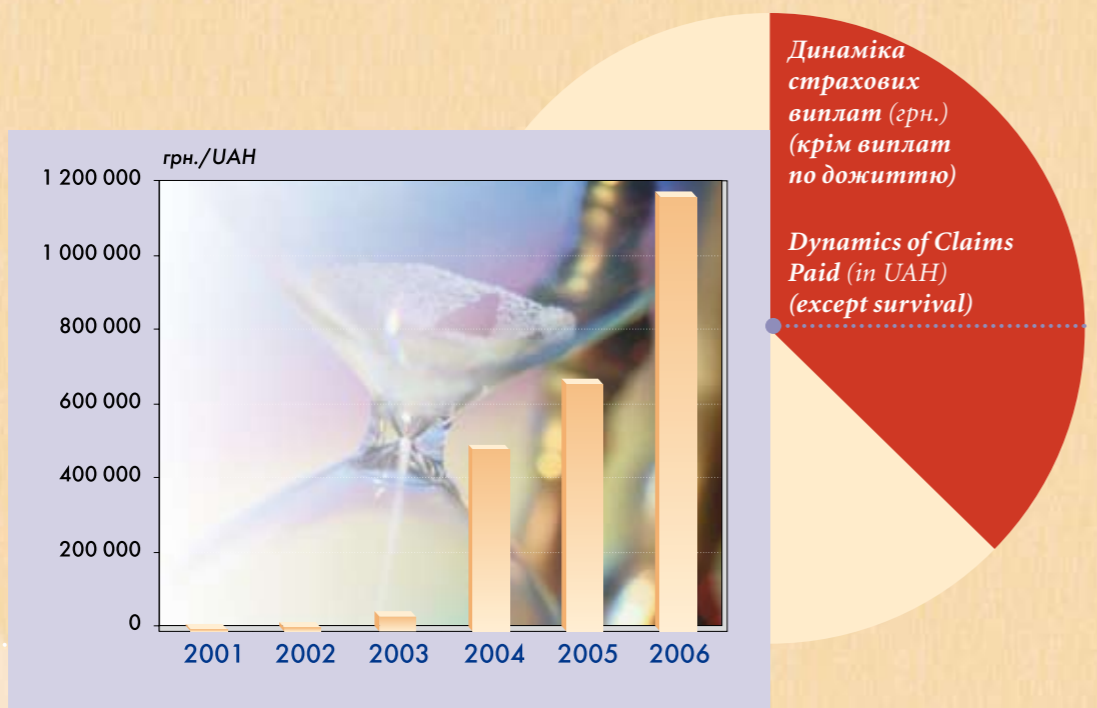 Динаміка
страхових
виплат (грн.)
(крім виплат
по дожиттю)
Dynamics of Claims
Paid (in UAH)
(except survival)
грн./UAH
1 200 000
1 000 000
800 000
600 000
400 000
200 000
0
2001 2002 2003 2004 2005 2006